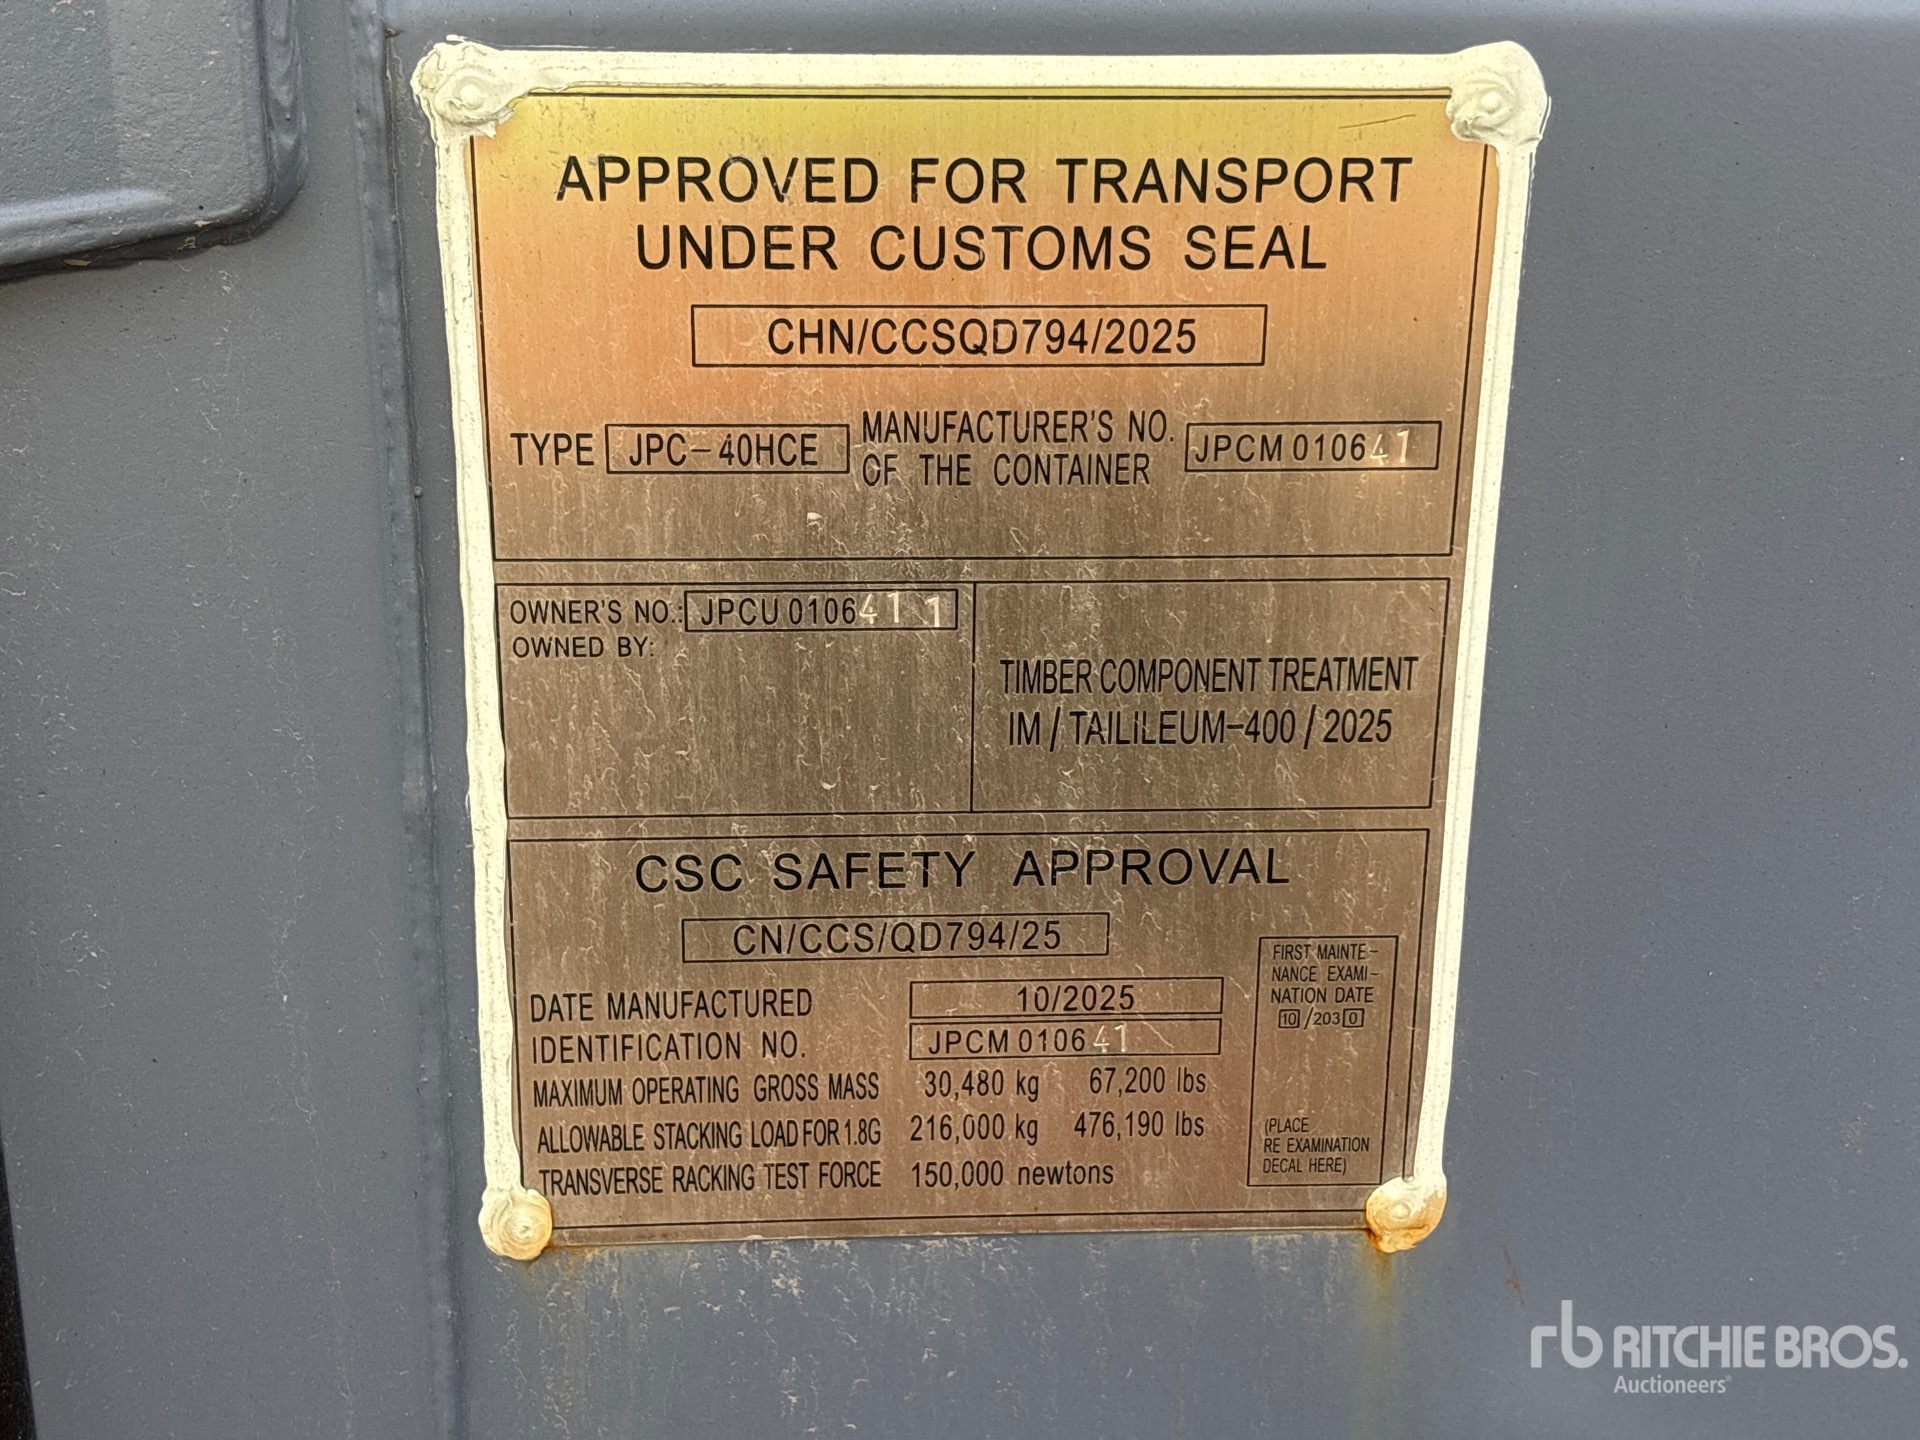 APPROVED FOR TRANSPORT
UNDER CUSTOMS SEAL
CHN/CCSQD794/2025
TYPE JPC-40HCE MANUFACTURER'S NO. OF THE CONTAINER JPCM 010641
OWNER'S NO.: JPCU 010641 1
OWNED BY:
TIMBER COMPONENT TREATMENT
IM / TAILILEUM-400 / 2025
CSC SAFETY APPROVAL
CN/CCS/QD794/25
DATE MANUFACTURED 10/2025
IDENTIFICATION NO. JPCM 010641
MAXIMUM OPERATING GROSS MASS 30,480 kg 67,200 lbs
ALLOWABLE STACKING LOAD FOR 1.8G 216,000 kg 476,190 lbs
TRANSVERSE RACKING TEST FORCE 150,000 newtons
FIRST MAINTE-
NANCE EXAMI-
NATION DATE
10 /2030
(PLACE
RE EXAMINATION
DECAL HERE)
rb RITCHIE BROS.
Auctioneers